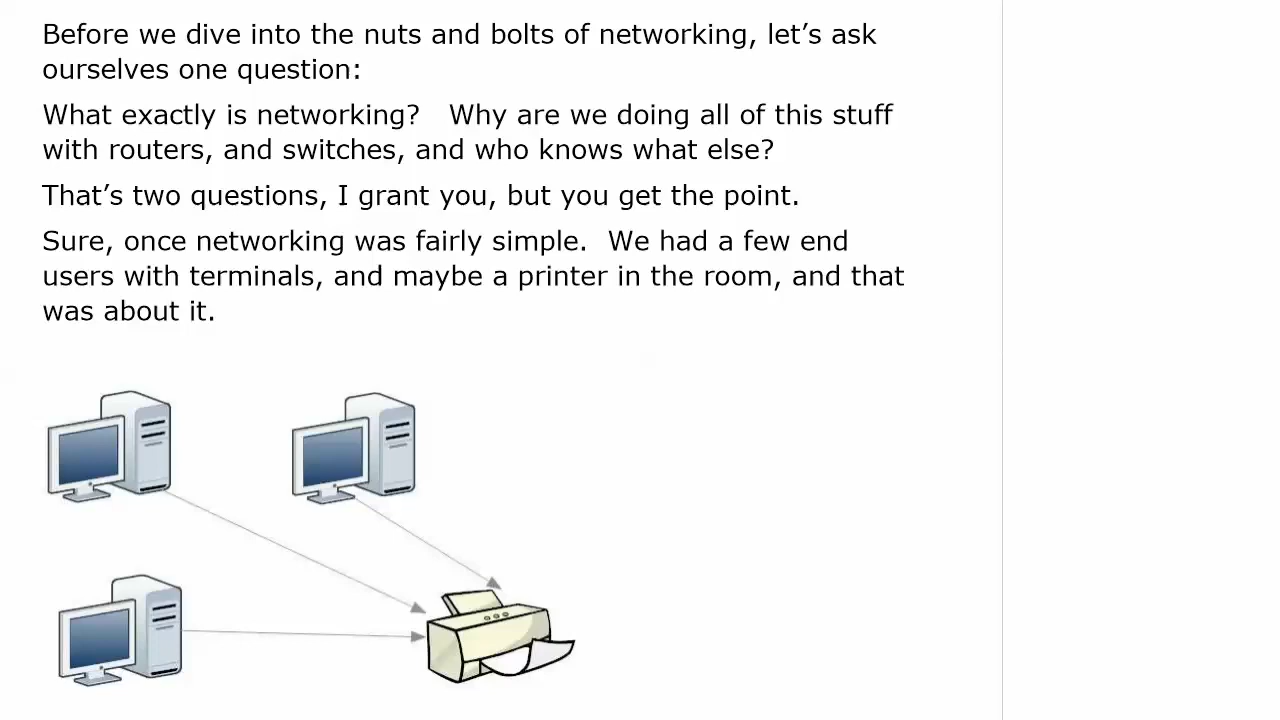 Before we dive into the nuts and bolts of networking, let’s ask
ourselves one question:
What exactly is networking?   Why are we doing all of this stuff
with routers, and switches, and who knows what else?
That’s two questions, I grant you, but you get the point.
Sure, once networking was fairly simple.  We had a few end
users with terminals, and maybe a printer in the room, and that
was about it.